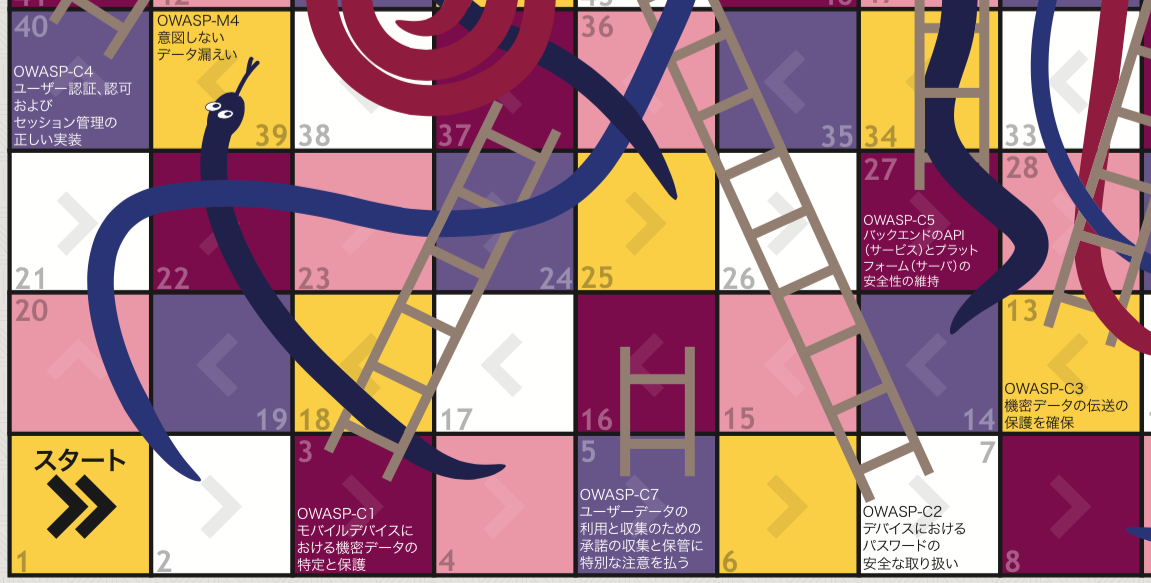 40
OWASP-C4
ユーザー認証、認可
および
セッション管理の
正しい実装
OWASP-M4
意図しない
データ漏えい
39
38
37
36
35
34
33
21
22
23
24
25
26
27
OWASP-C5
バックエンドのAPI
(サービス)とプラット
フォーム(サーバ)の
安全性の維持
28
20
19
18
17
16
15
14
13
OWASP-C3
機密データの伝送の
保護を確保
スタート
1
2
3
OWASP-C1
モバイルデバイスに
おける機密データの
特定と保護
4
5
OWASP-C7
ユーザーデータの
利用と収集のための
承諾の収集と保管に
特別な注意を払う
6
7
OWASP-C2
デバイスにおける
パスワードの
安全な取り扱い
8